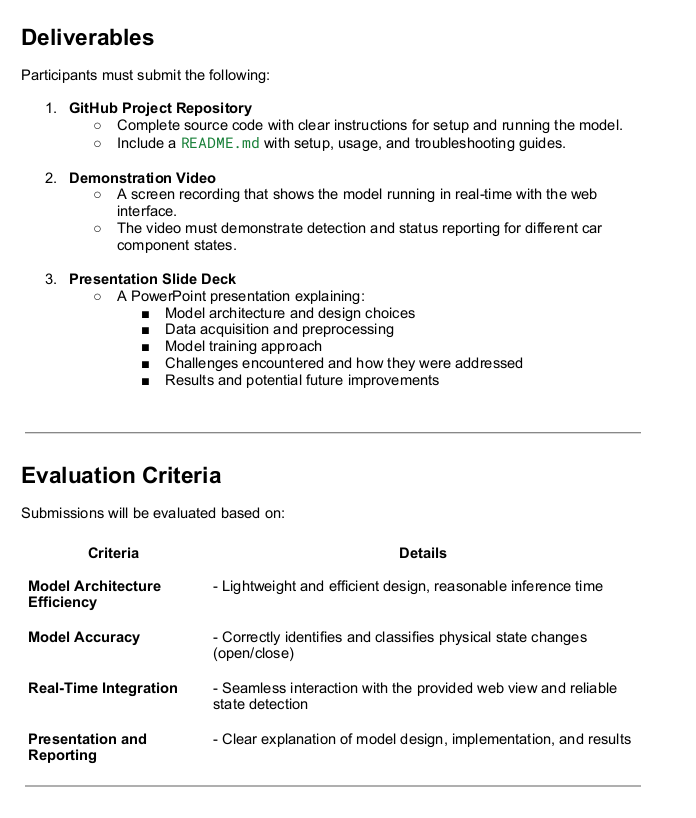 Deliverables
Participants must submit the following:
1. GitHub Project Repository
○ Complete source code with clear instructions for setup and running the model.
○ Include a README.md with setup, usage, and troubleshooting guides.
2. Demonstration Video
○ A screen recording that shows the model running in real-time with the web
interface.
○ The video must demonstrate detection and status reporting for different car
component states.
3. Presentation Slide Deck
○ A PowerPoint presentation explaining:
■ Model architecture and design choices
■ Data acquisition and preprocessing
■ Model training approach
■ Challenges encountered and how they were addressed
■ Results and potential future improvements
Evaluation Criteria
Submissions will be evaluated based on:
Criteria Details
Model Architecture
Efficiency
- Lightweight and efficient design, reasonable inference time
Model Accuracy
- Correctly identifies and classifies physical state changes
(open/close)
Real-Time Integration
- Seamless interaction with the provided web view and reliable
state detection
Presentation and
Reporting
- Clear explanation of model design, implementation, and results